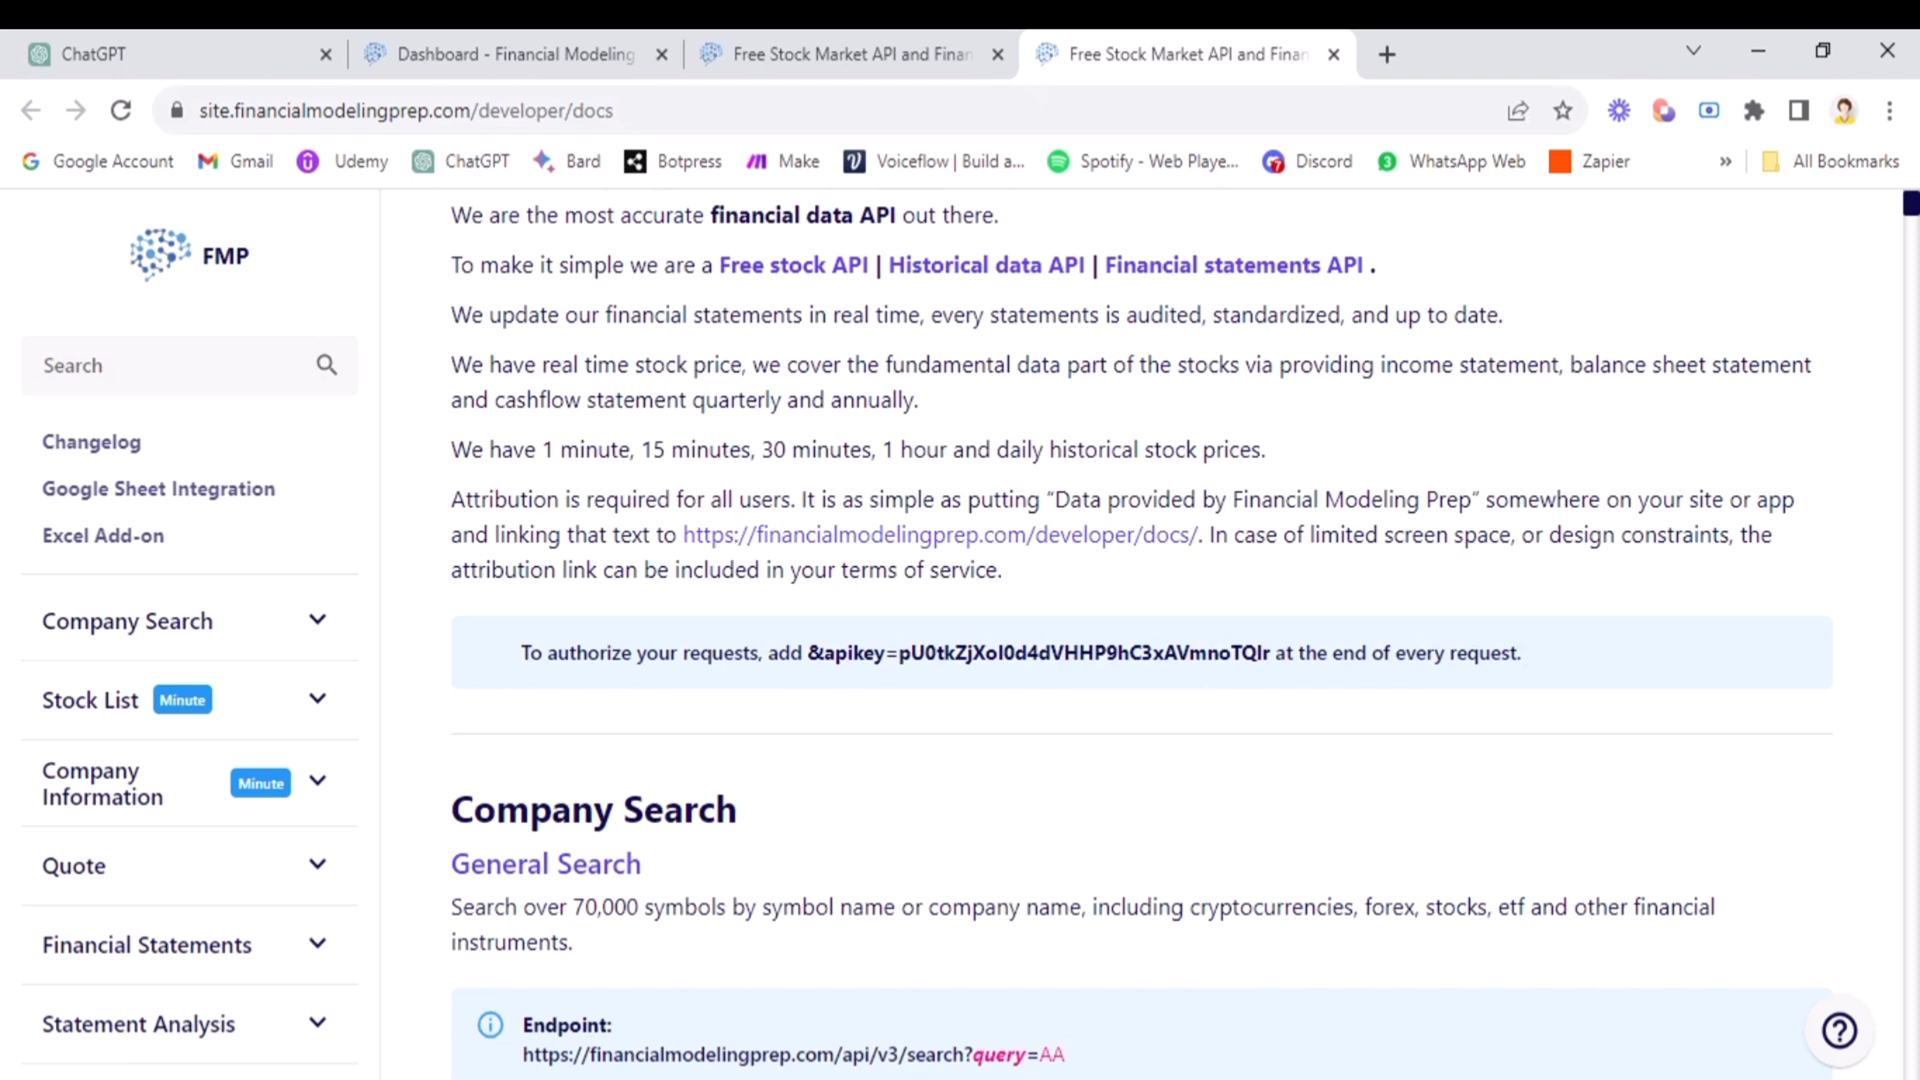 ChatGPT
Dashboard - Financial Modeling
Free Stock Market API and Finan
Free Stock Market API and Finan
site.financialmodelingprep.com/developer/docs
Google Account
Gmail
Udemy
ChatGPT
Bard
Botpress
Make
Voiceflow | Build a...
Spotify - Web Playe...
Discord
WhatsApp Web
Zapier
»
All Bookmarks
FMP
Search
Changelog
Google Sheet Integration
Excel Add-on
Company Search
Stock List Minute
Company
Information Minute
Quote
Financial Statements
Statement Analysis
We are the most accurate financial data API out there.
To make it simple we are a Free stock API | Historical data API | Financial statements API .
We update our financial statements in real time, every statements is audited, standardized, and up to date.
We have real time stock price, we cover the fundamental data part of the stocks via providing income statement, balance sheet statement
and cashflow statement quarterly and annually.
We have 1 minute, 15 minutes, 30 minutes, 1 hour and daily historical stock prices.
Attribution is required for all users. It is as simple as putting “Data provided by Financial Modeling Prep” somewhere on your site or app
and linking that text to https://financialmodelingprep.com/developer/docs/. In case of limited screen space, or design constraints, the
attribution link can be included in your terms of service.
To authorize your requests, add &apikey=pU0tkZjXol0d4dVHHP9hC3xAVmnoTQIr at the end of every request.
Company Search
General Search
Search over 70,000 symbols by symbol name or company name, including cryptocurrencies, forex, stocks, etf and other financial
instruments.
Endpoint:
https://financialmodelingprep.com/api/v3/search?query=AA